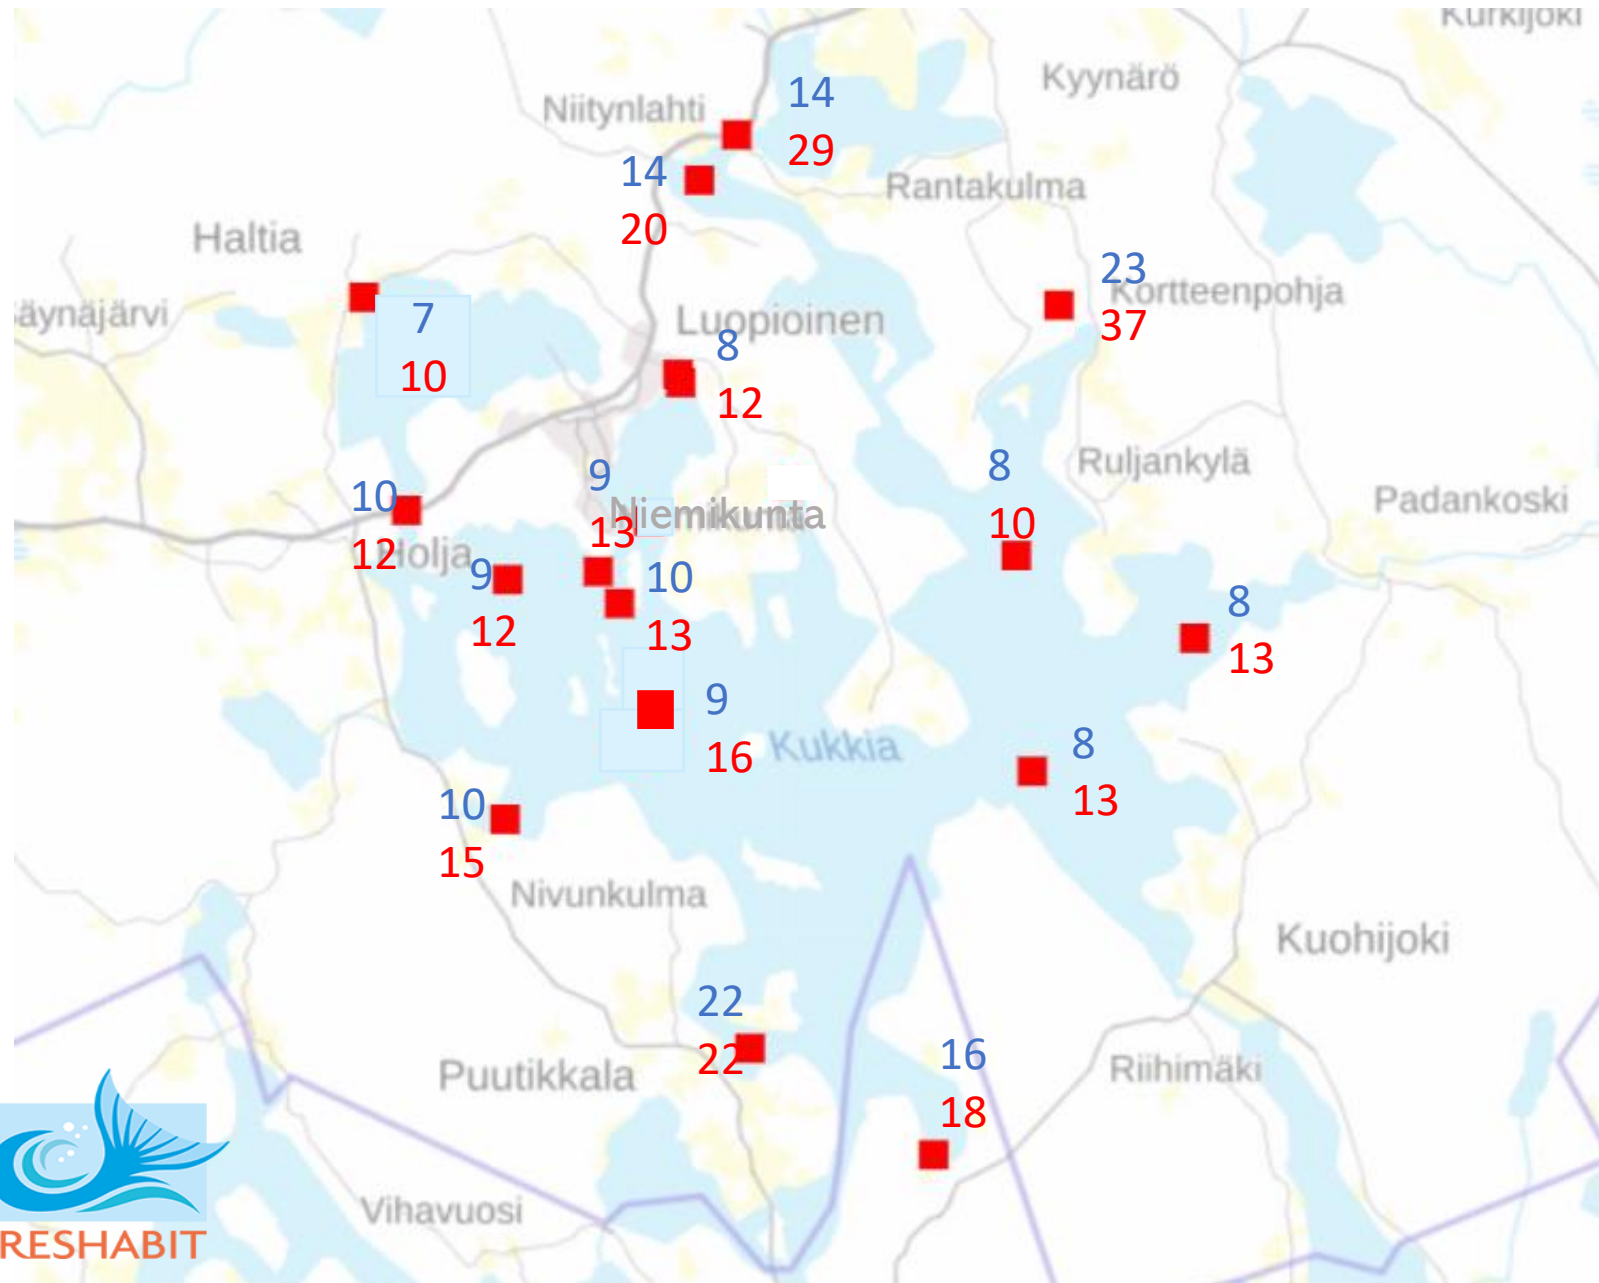 Kurkijoki
Kyynärö
14
Niitynlahti
29
14
Rantakulma
20
Haltia
23
Kortteenpohja
äynäjärvi
7
Luopioinen
37
8
10
12
9
8
Ruljankylä
10
Niemikunta
Padankoski
13
10
12
Holja
9
10
8
12
13
13
9
Kukkia
8
16
13
10
15
Nivunkulma
Kuohijoki
22
22
16
Puutikkala
Riihimäki
18
Vihavuosi
RESHABIT